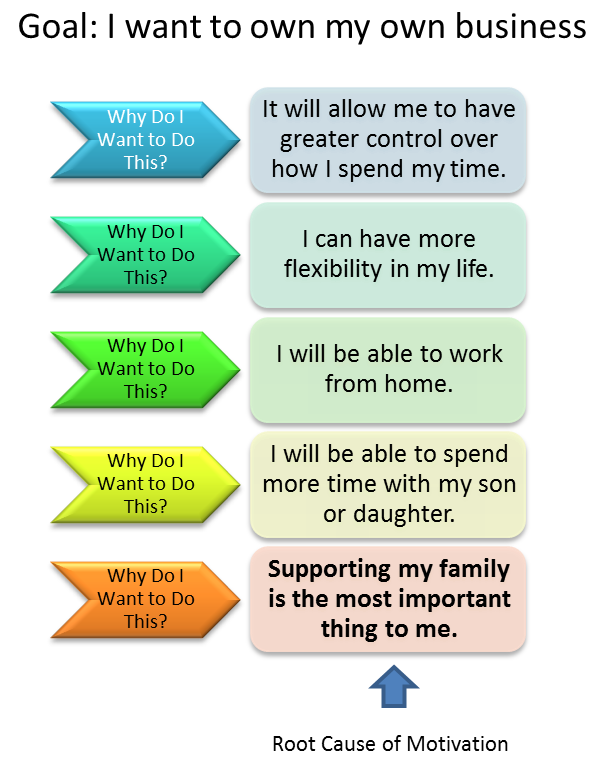 Goal: I want to own my own business
Why Do I
Want to Do
This?
It will allow me to have
greater control over
how I spend my time.
Why Do I
Want to Do
This?
I can have more
flexibility in my life.
Why Do I
Want to Do
This?
I will be able to work
from home.
Why Do I
Want to Do
This?
I will be able to spend
more time with my son
or daughter.
Why Do I
Want to Do
This?
Supporting my family
is the most important
thing to me.
Root Cause of Motivation